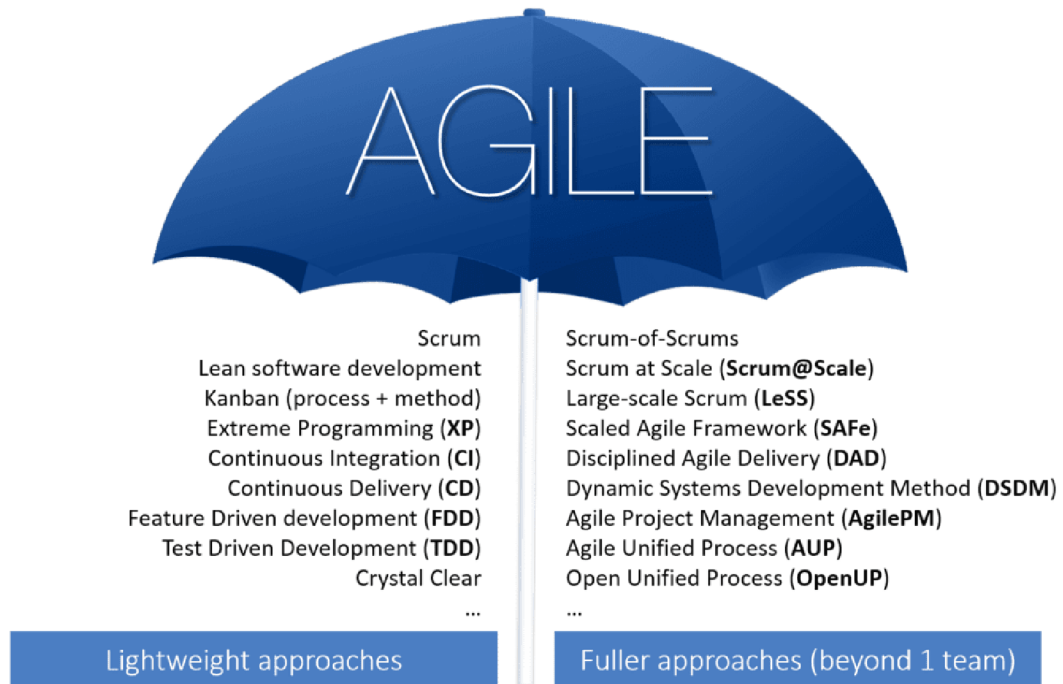 AGILE
Scrum
Lean software development
Kanban (process + method)
Extreme Programming (XP)
Continuous Integration (CI)
Continuous Delivery (CD)
Feature Driven development (FDD)
Test Driven Development (TDD)
Crystal Clear
...
Lightweight approaches
Scrum-of-Scrums
Scrum at Scale (Scrum@Scale)
Large-scale Scrum (LeSS)
Scaled Agile Framework (SAFe)
Disciplined Agile Delivery (DAD)
Dynamic Systems Development Method (DSDM)
Agile Project Management (AgilePM)
Agile Unified Process (AUP)
Open Unified Process (OpenUP)
...
Fuller approaches (beyond 1 team)